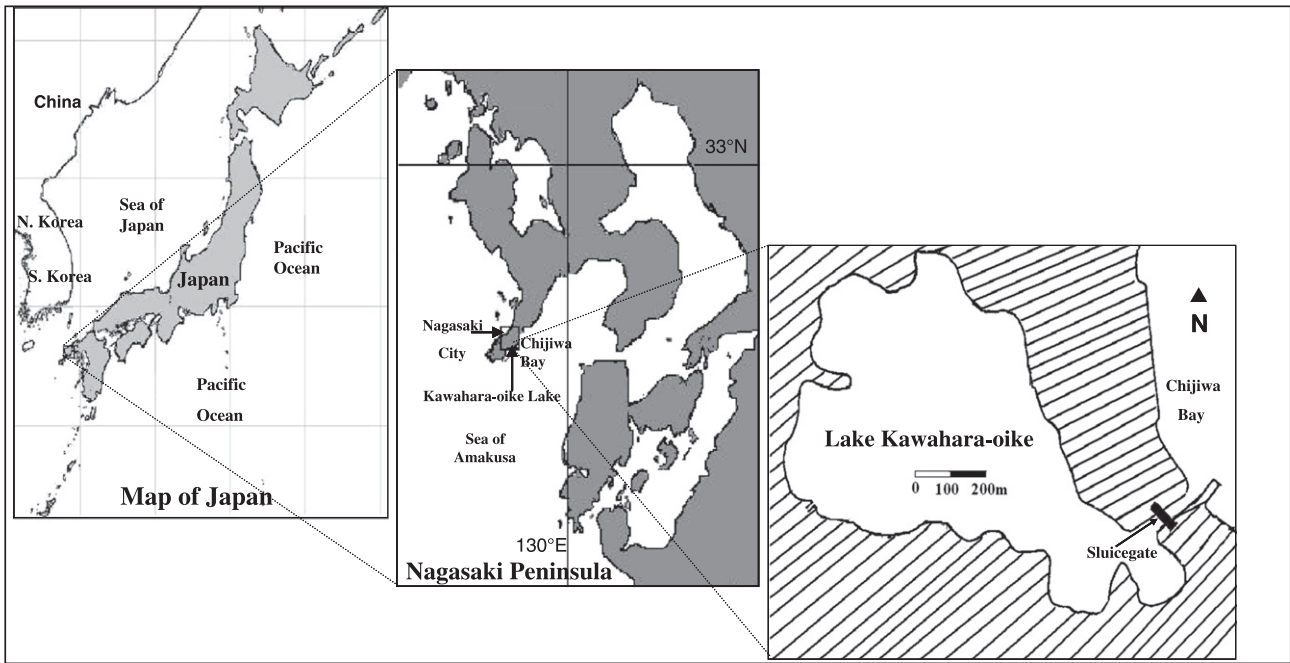 China
N. Korea
Sea of
Japan
S. Korea
Japan
Pacific
Ocean
Pacific
Ocean
Map of Japan
33°N
Nagasaki
City
Chijiwa
Bay
Kawahara-oike Lake
Sea of
Amakusa
130°E
Nagasaki Peninsula
N
Chijiwa
Bay
Lake Kawahara-oike
0 100 200m
Sluicegate